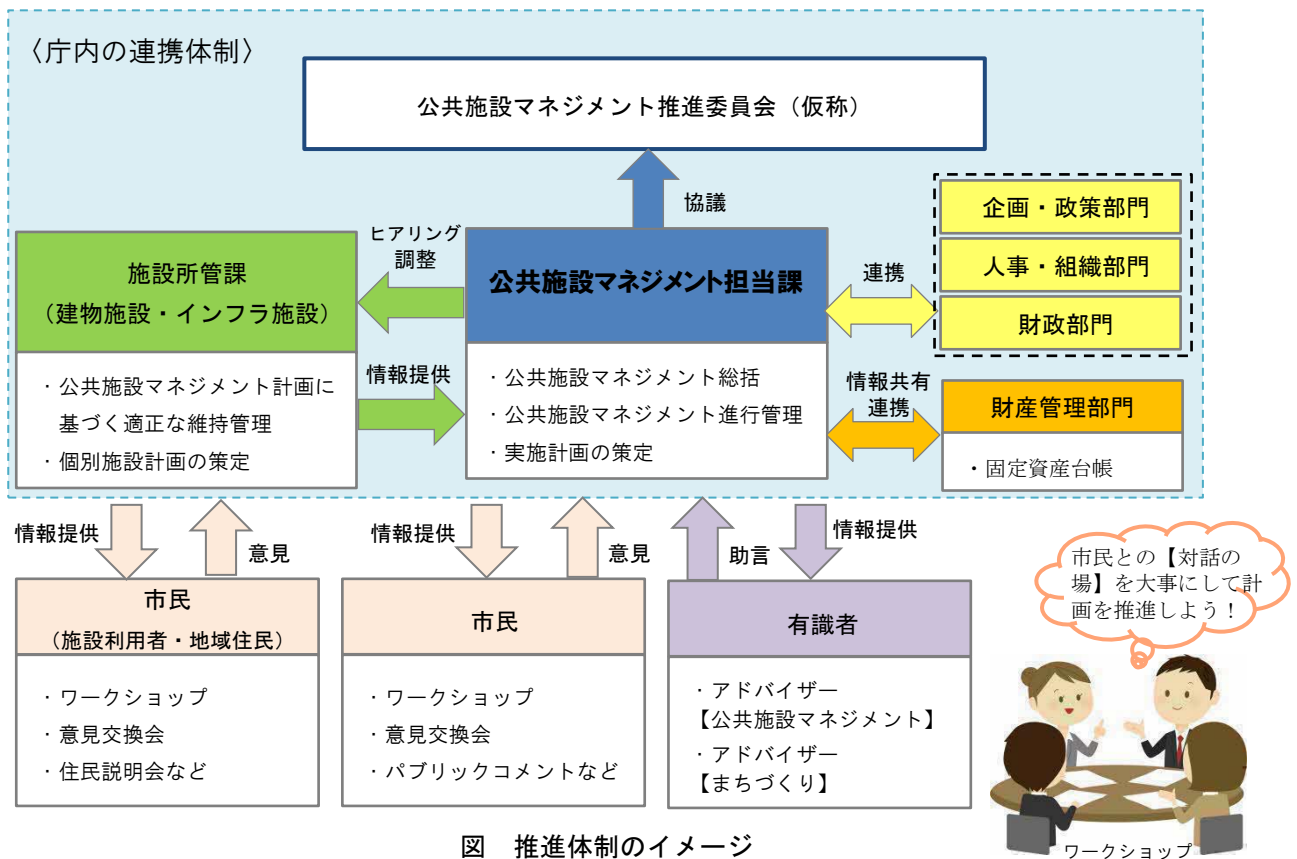 〈庁内の連携体制〉
公共施設マネジメント推進委員会（仮称）
協議
企画・政策部門
人事・組織部門
財政部門
ヒアリング
調整
連携
施設所管課
（建物施設・インフラ施設）
・公共施設マネジメント計画に
基づく適正な維持管理
・個別施設計画の策定
情報提供
公共施設マネジメント担当課
・公共施設マネジメント総括
・公共施設マネジメント進行管理
・実施計画の策定
情報共有
連携
財産管理部門
・固定資産台帳
情報提供
意見
情報提供
意見
助言
情報提供
市民
（施設利用者・地域住民）
・ワークショップ
・意見交換会
・住民説明会など
市民
・ワークショップ
・意見交換会
・パブリックコメントなど
有識者
・アドバイザー
【公共施設マネジメント】
・アドバイザー
【まちづくり】
市民との【対話の
場】を大事にして計
画を推進しよう！
ワークショップ
図　推進体制のイメージ